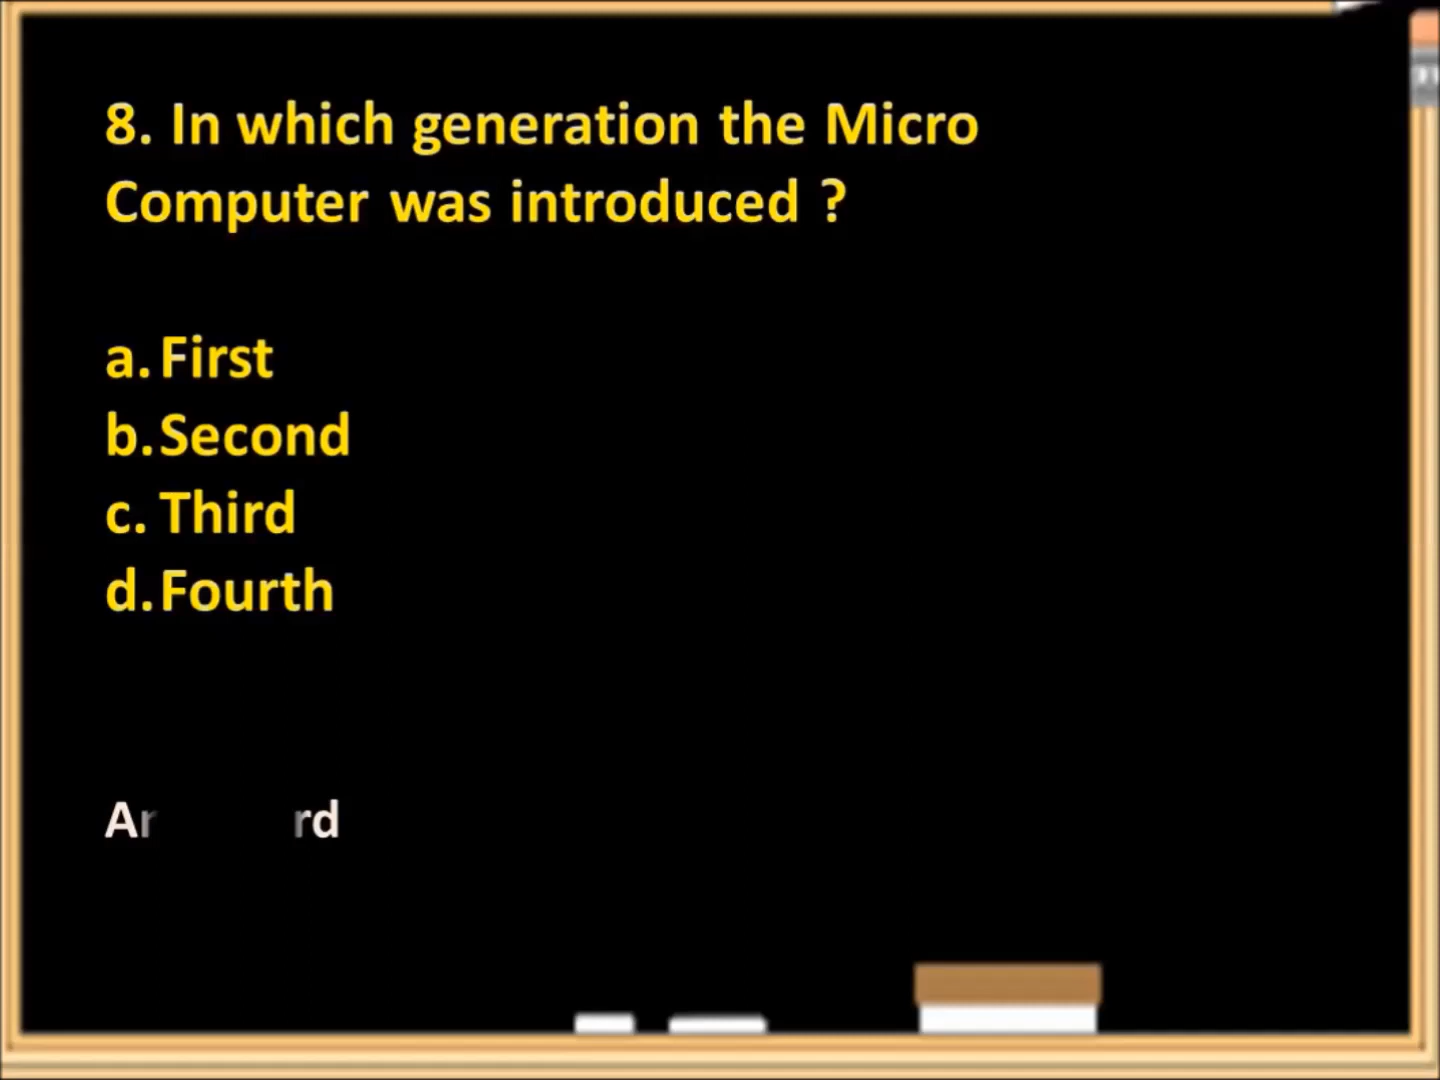 8. In which generation the Micro
Computer was introduced ?
a. First
b. Second
c. Third
d. Fourth